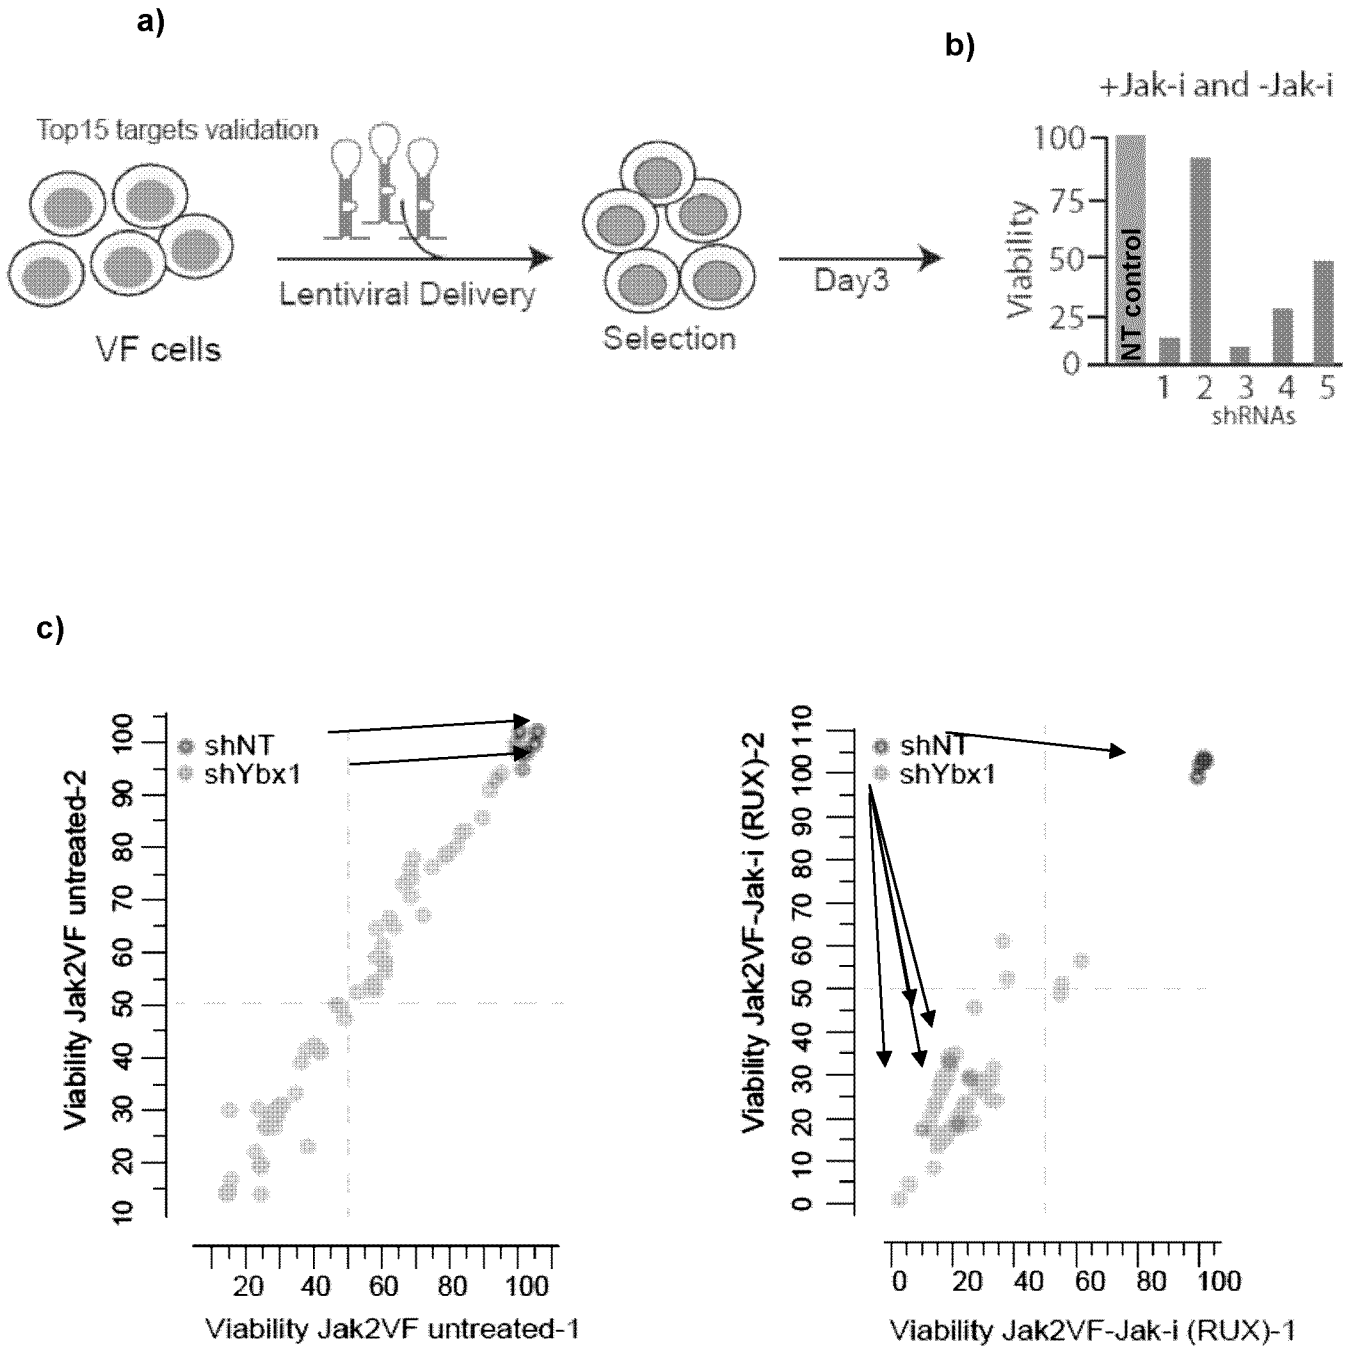 a)
Top15 targets validation
Lentiviral Delivery
VF cells
Selection
Day3
b)
+Jak-i and -Jak-i
Viability
100
75
50
25
0
NT control
1 2 3 4 5
shRNAs
c)
shNT
shYbx1
Viability Jak2VF untreated-2
100
90
80
70
60
50
40
30
20
10
20 40 60 80 100
Viability Jak2VF untreated-1
shNT
shYbx1
Viability Jak2VF-Jak-i (RUX)-2
110
100
90
80
70
60
50
40
30
20
10
0
0 20 40 60 80 100
Viability Jak2VF-Jak-i (RUX)-1